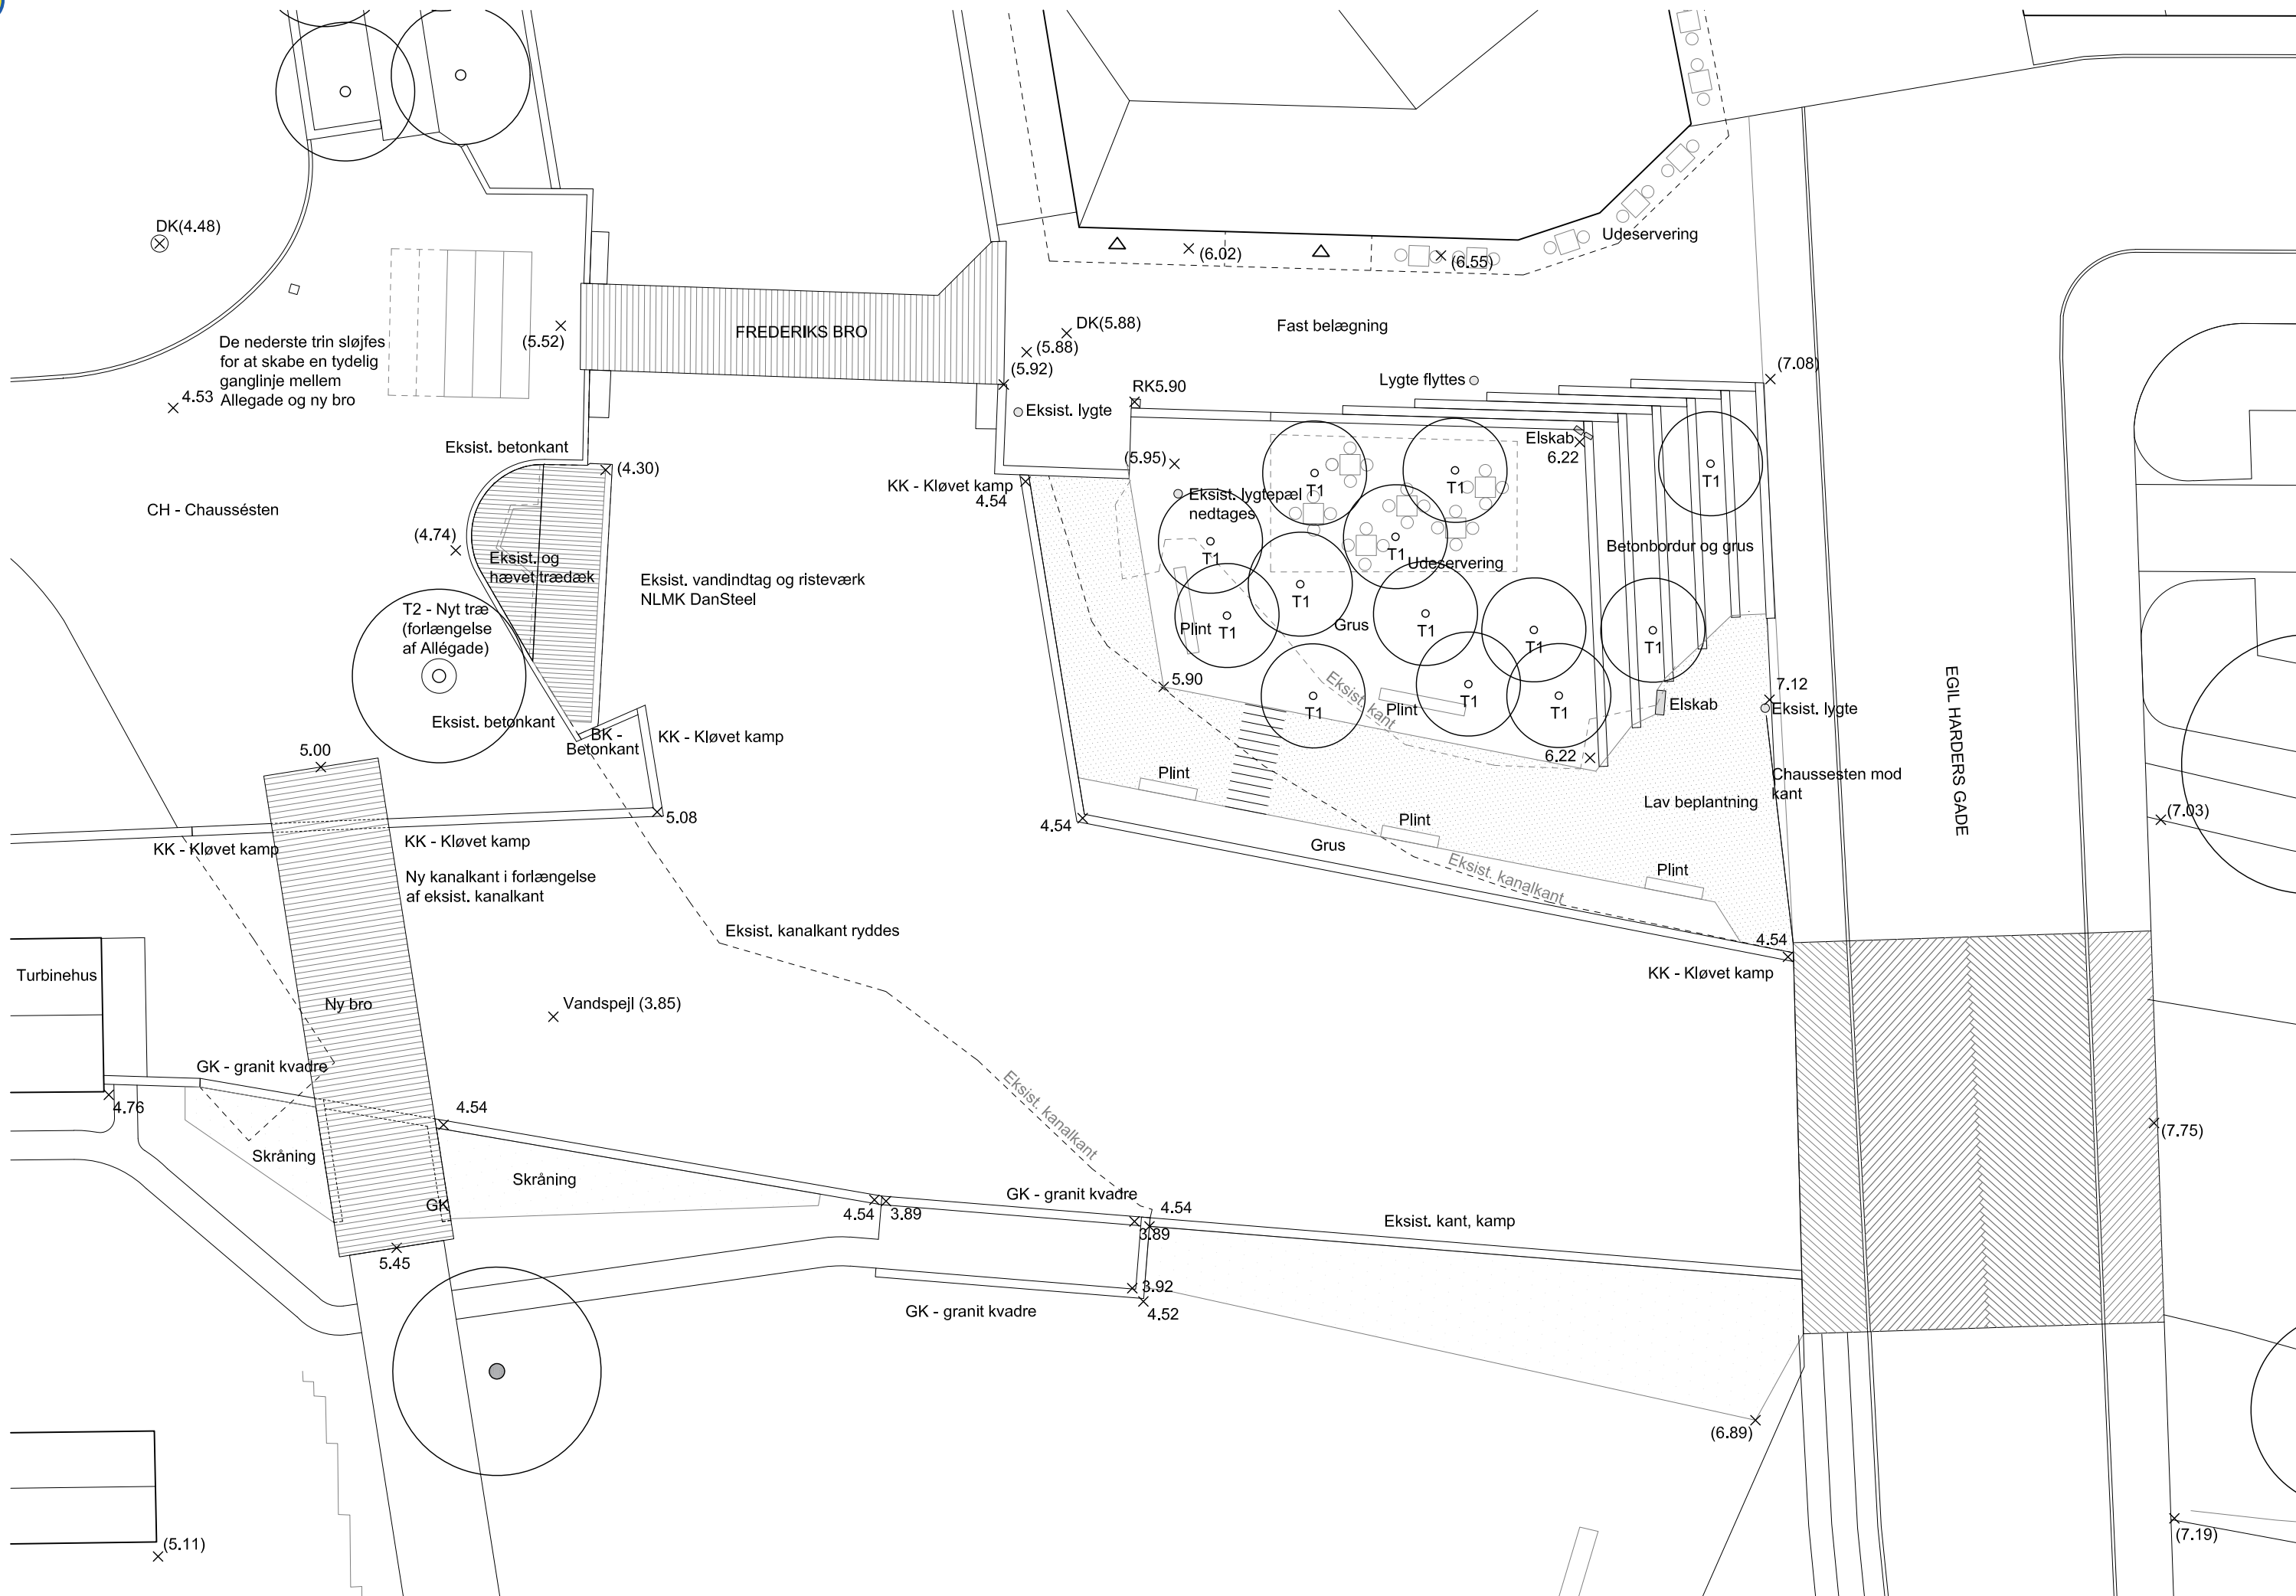 DK(4.48)
Udeservering
(6.02)
(6.55)
(5.52)
FREDERIKS BRO
DK(5.88)
(5.88)
(5.92)
Fast belægning
(7.08)
De nederste trin sløjfes
for at skabe en tydelig
ganglinje mellem
Allegade og ny bro
4.53
RK5.90
Lygte flyttes
Eksist. lygte
Eksist. betonkant
(4.30)
KK - Kløvet kamp
4.54
(5.95)
Elskab
6.22
T1
T1
T1
Eksist. lygtepæl
nedtages
CH - Chaussésten
(4.74)
Eksist. og
hævet trædæk
Eksist. vandindtag og risteværk
NLMK DanSteel
T1
T1
Udeservering
Betonbordur og grus
T2 - Nyt træ
(forlængelse
af Allégade)
T1
Plint
T1
Grus
T1
T1
T1
5.90
Eksist. kant
T1
Plint
T1
T1
Elskab
7.12
Eksist. lygte
EGIL HARDERS GADE
Eksist. betonkant
BK -
Betonkant
KK - Kløvet kamp
5.00
6.22
Plint
Chaussesten mod
kant
Lav beplantning
(7.03)
5.08
4.54
Plint
Grus
KK - Kløvet kamp
KK - Kløvet kamp
Ny kanalkant i forlængelse
af eksist. kanalkant
Eksist. kanalkant
Plint
Eksist. kanalkant ryddes
4.54
KK - Kløvet kamp
Turbinehus
Ny bro
Vandspejl (3.85)
GK - granit kvadre
4.76
4.54
Eksist. kanalkant
(7.75)
Skråning
Skråning
GK
GK - granit kvadre
4.54
3.89
4.54
3.89
Eksist. kant, kamp
5.45
3.92
4.52
GK - granit kvadre
(6.89)
(5.11)
(7.19)